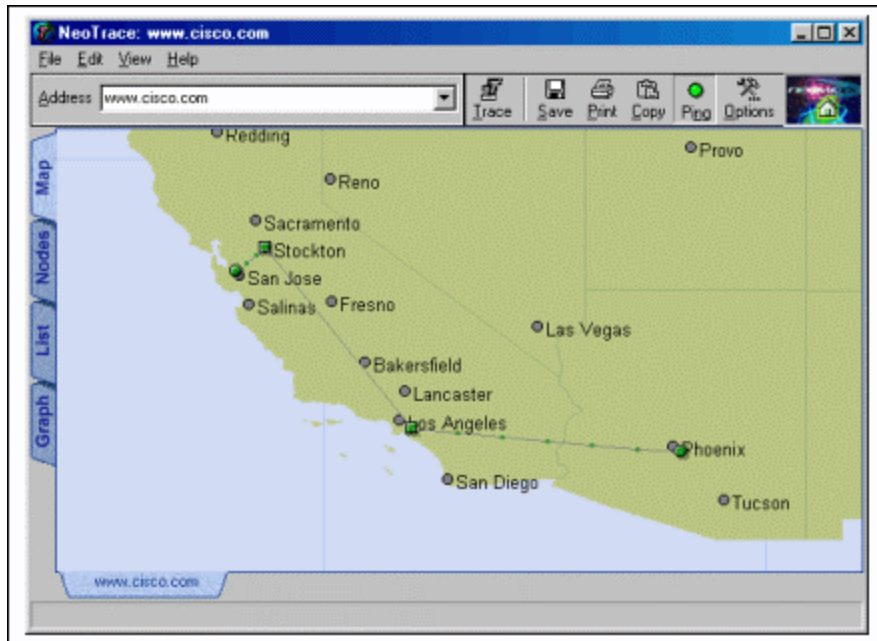 NeoTrace: www.cisco.com
File Edit View Help
Address www.cisco.com
Trace Save Print Copy Ping Options
Map
Nodes
List
Graph
Redding
Provo
Reno
Sacramento
Stockton
San Jose
Salinas
Fresno
Las Vegas
Bakersfield
Lancaster
Los Angeles
Phoenix
San Diego
Tucson
www.cisco.com